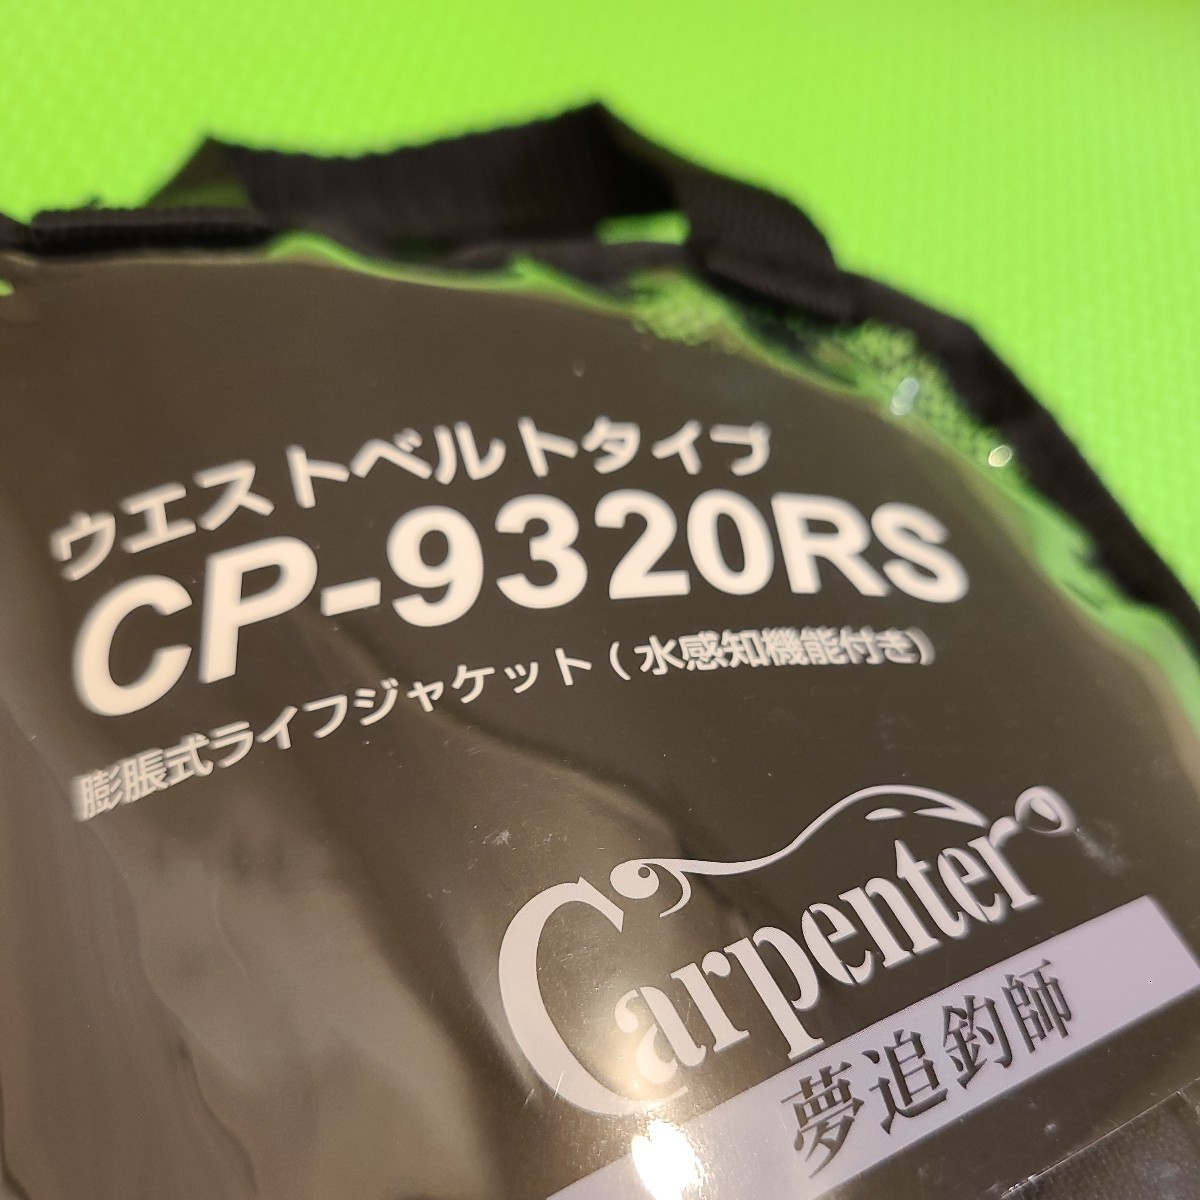 ウエストベルトタイプ
CP-9320RS
膨脹式ライフジャケット(水感知機能付き)
Carpenter
夢追釣師